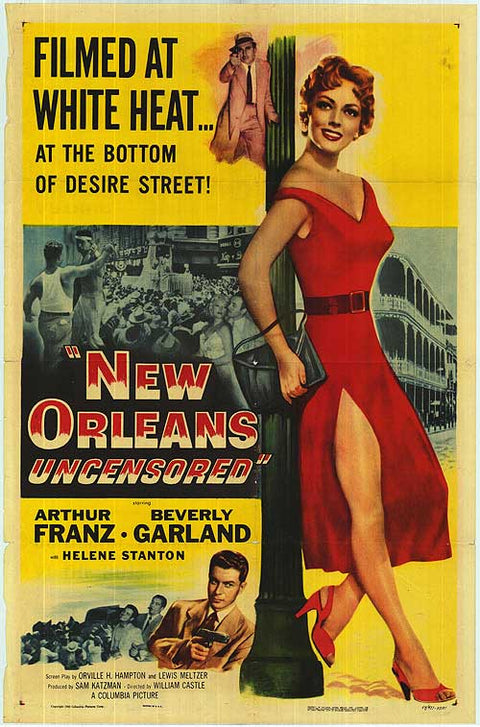 FILMED AT
WHITE HEAT...
AT THE BOTTOM
OF DESIRE STREET!
"NEW
ORLEANS
UNCENSORED"
starring
ARTHUR FRANZ · BEVERLY GARLAND
with HELENE STANTON
Screen Play by ORVILLE H. HAMPTON and LEWIS MELTZER
Produced by SAM KATZMAN · Directed by WILLIAM CASTLE
A COLUMBIA PICTURE